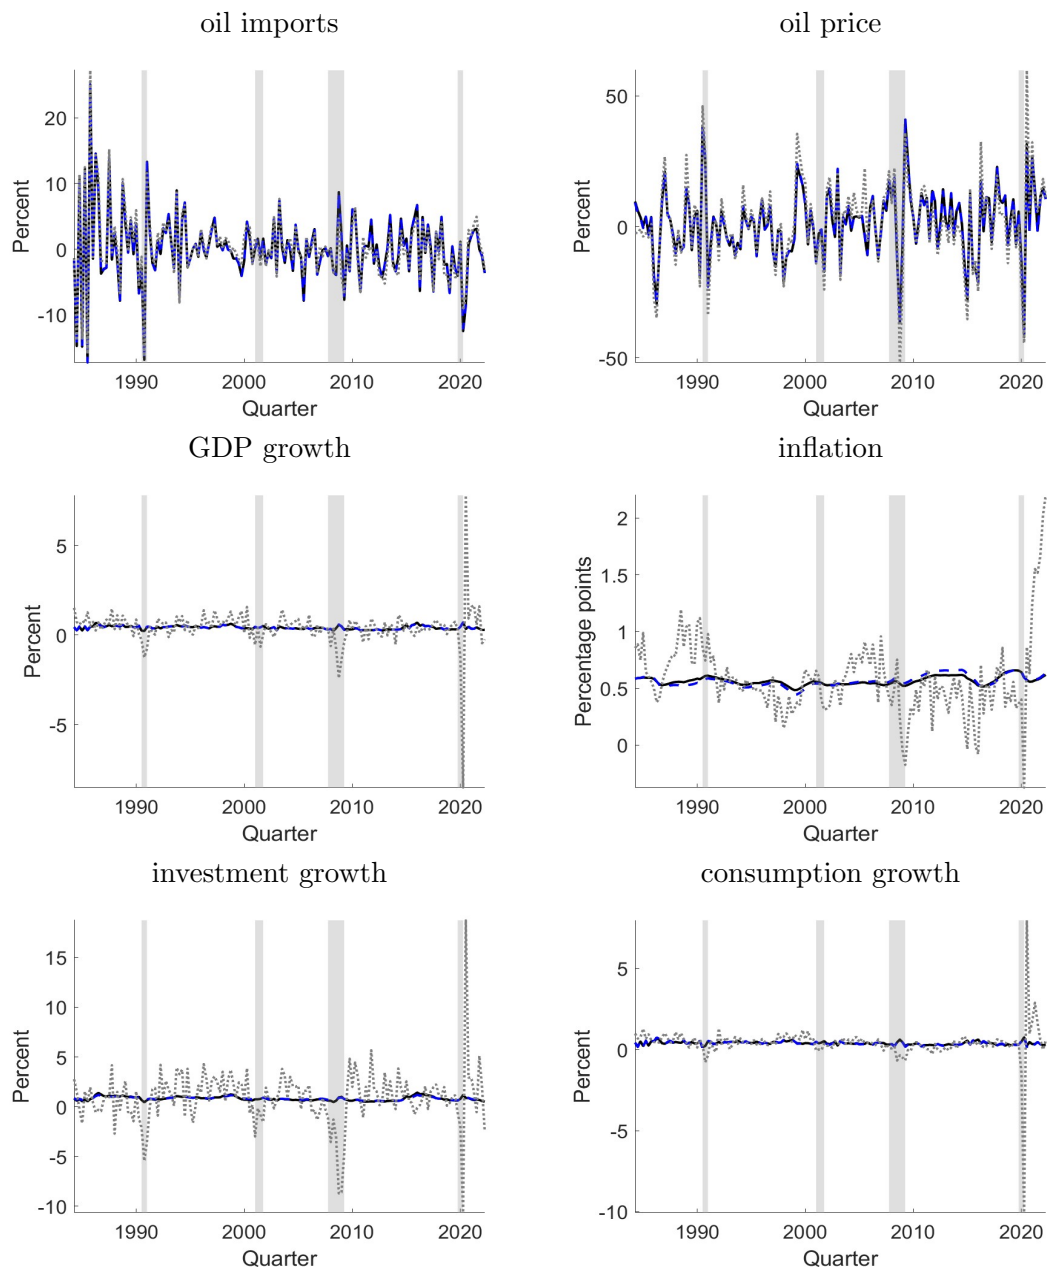 oil imports
oil price
Percent
20
10
0
-10
1990
2000
2010
2020
Quarter
Percent
50
0
-50
1990
2000
2010
2020
Quarter
GDP growth
inflation
Percent
5
0
-5
1990
2000
2010
2020
Quarter
Percentage points
2
1.5
1
0.5
0
1990
2000
2010
2020
Quarter
investment growth
consumption growth
Percent
15
10
5
0
-5
-10
1990
2000
2010
2020
Quarter
Percent
5
0
-5
-10
1990
2000
2010
2020
Quarter